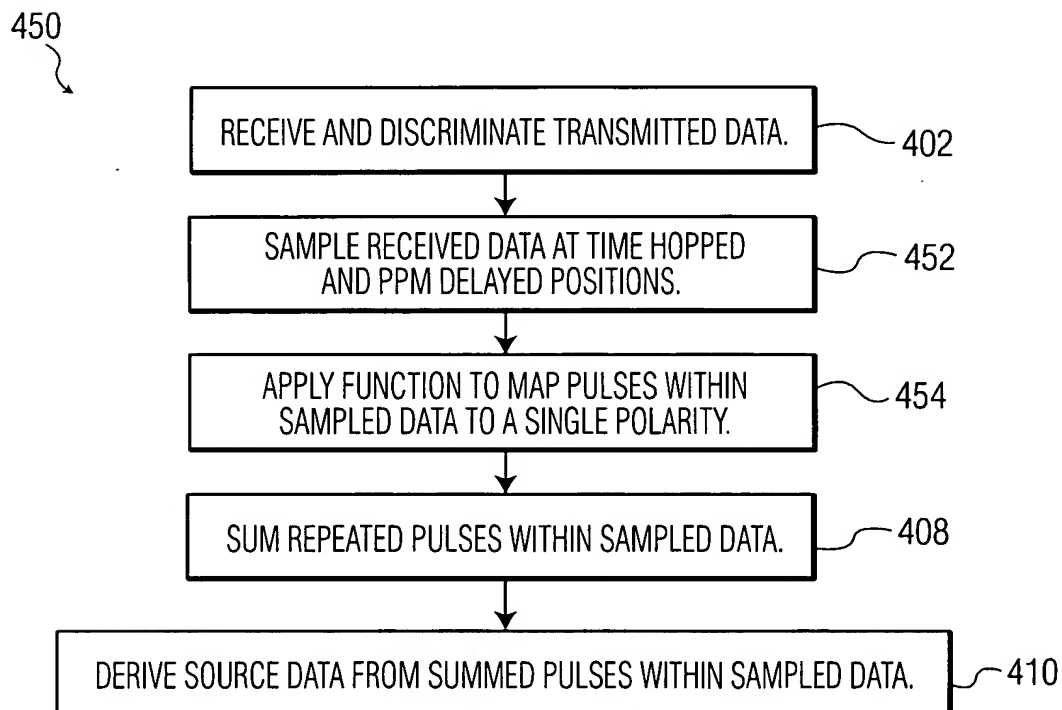 450
RECEIVE AND DISCRIMINATE TRANSMITTED DATA.
402
SAMPLE RECEIVED DATA AT TIME HOPPED
AND PPM DELAYED POSITIONS.
452
APPLY FUNCTION TO MAP PULSES WITHIN
SAMPLED DATA TO A SINGLE POLARITY.
454
SUM REPEATED PULSES WITHIN SAMPLED DATA.
408
DERIVE SOURCE DATA FROM SUMMED PULSES WITHIN SAMPLED DATA.
410